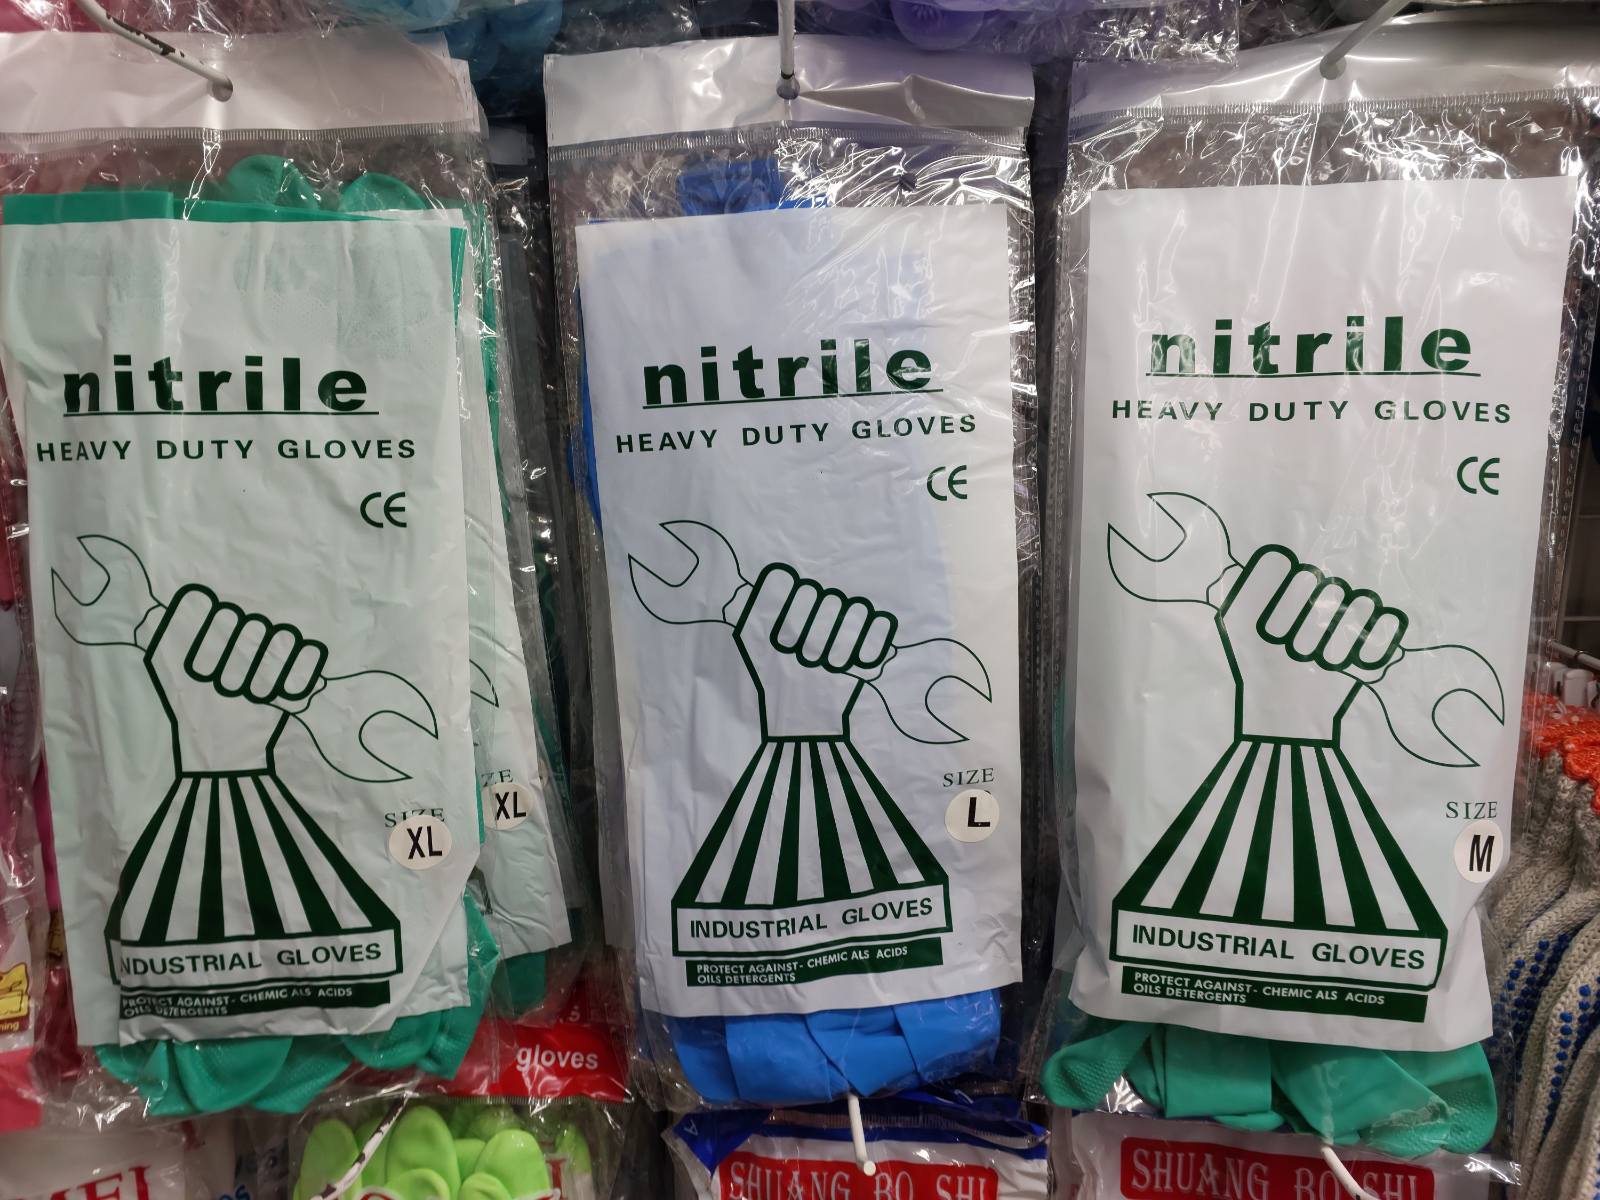 nitrile
HEAVY DUTY GLOVES
CE
SIZE
XL
INDUSTRIAL GLOVES
PROTECT AGAINST- CHEMIC ALS ACIDS
OILS DETERGENTS
ZE
XL
nitrile
HEAVY DUTY GLOVES
CE
SIZE
L
INDUSTRIAL GLOVES
PROTECT AGAINST- CHEMIC ALS ACIDS
OILS DETERGENTS
nitrile
HEAVY DUTY GLOVES
CE
SIZE
M
INDUSTRIAL GLOVES
PROTECT AGAINST- CHEMIC ALS ACIDS
OILS DETERGENTS
gloves
SHUANG BO SHI
SHUANG BO SHI